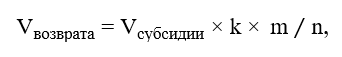 Vвозврата = Vсубсидии × k × m / n,